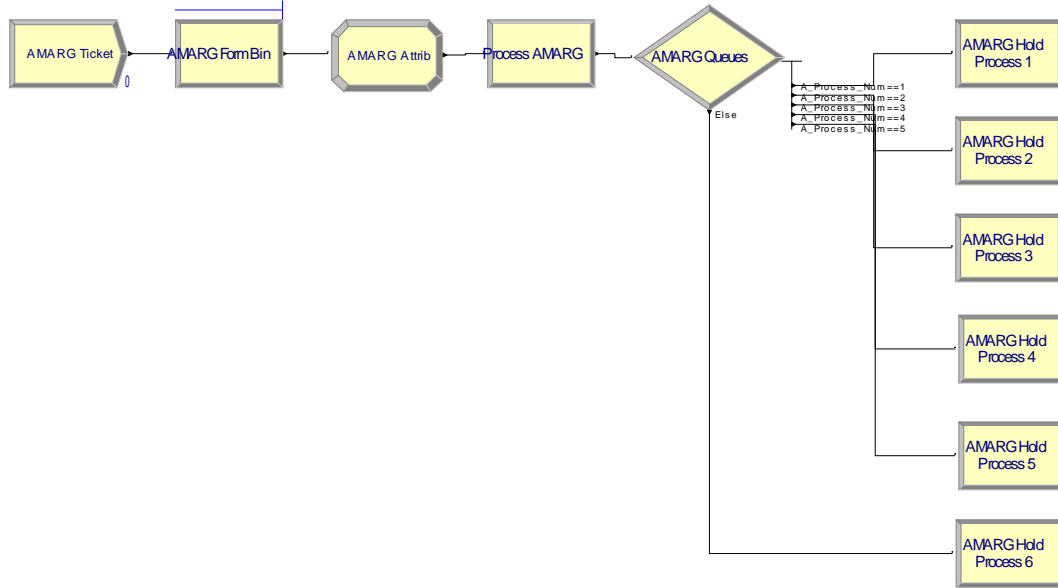 AMARG Ticket
0
AMARG Form Bin
AMARG Attrib
Process AMARG
AMARG Queues
A_Process_Num==1
A_Process_Num==2
A_Process_Num==3
A_Process_Num==4
A_Process_Num==5
Else
AMARG Hold
Process 1
AMARG Hold
Process 2
AMARG Hold
Process 3
AMARG Hold
Process 4
AMARG Hold
Process 5
AMARG Hold
Process 6